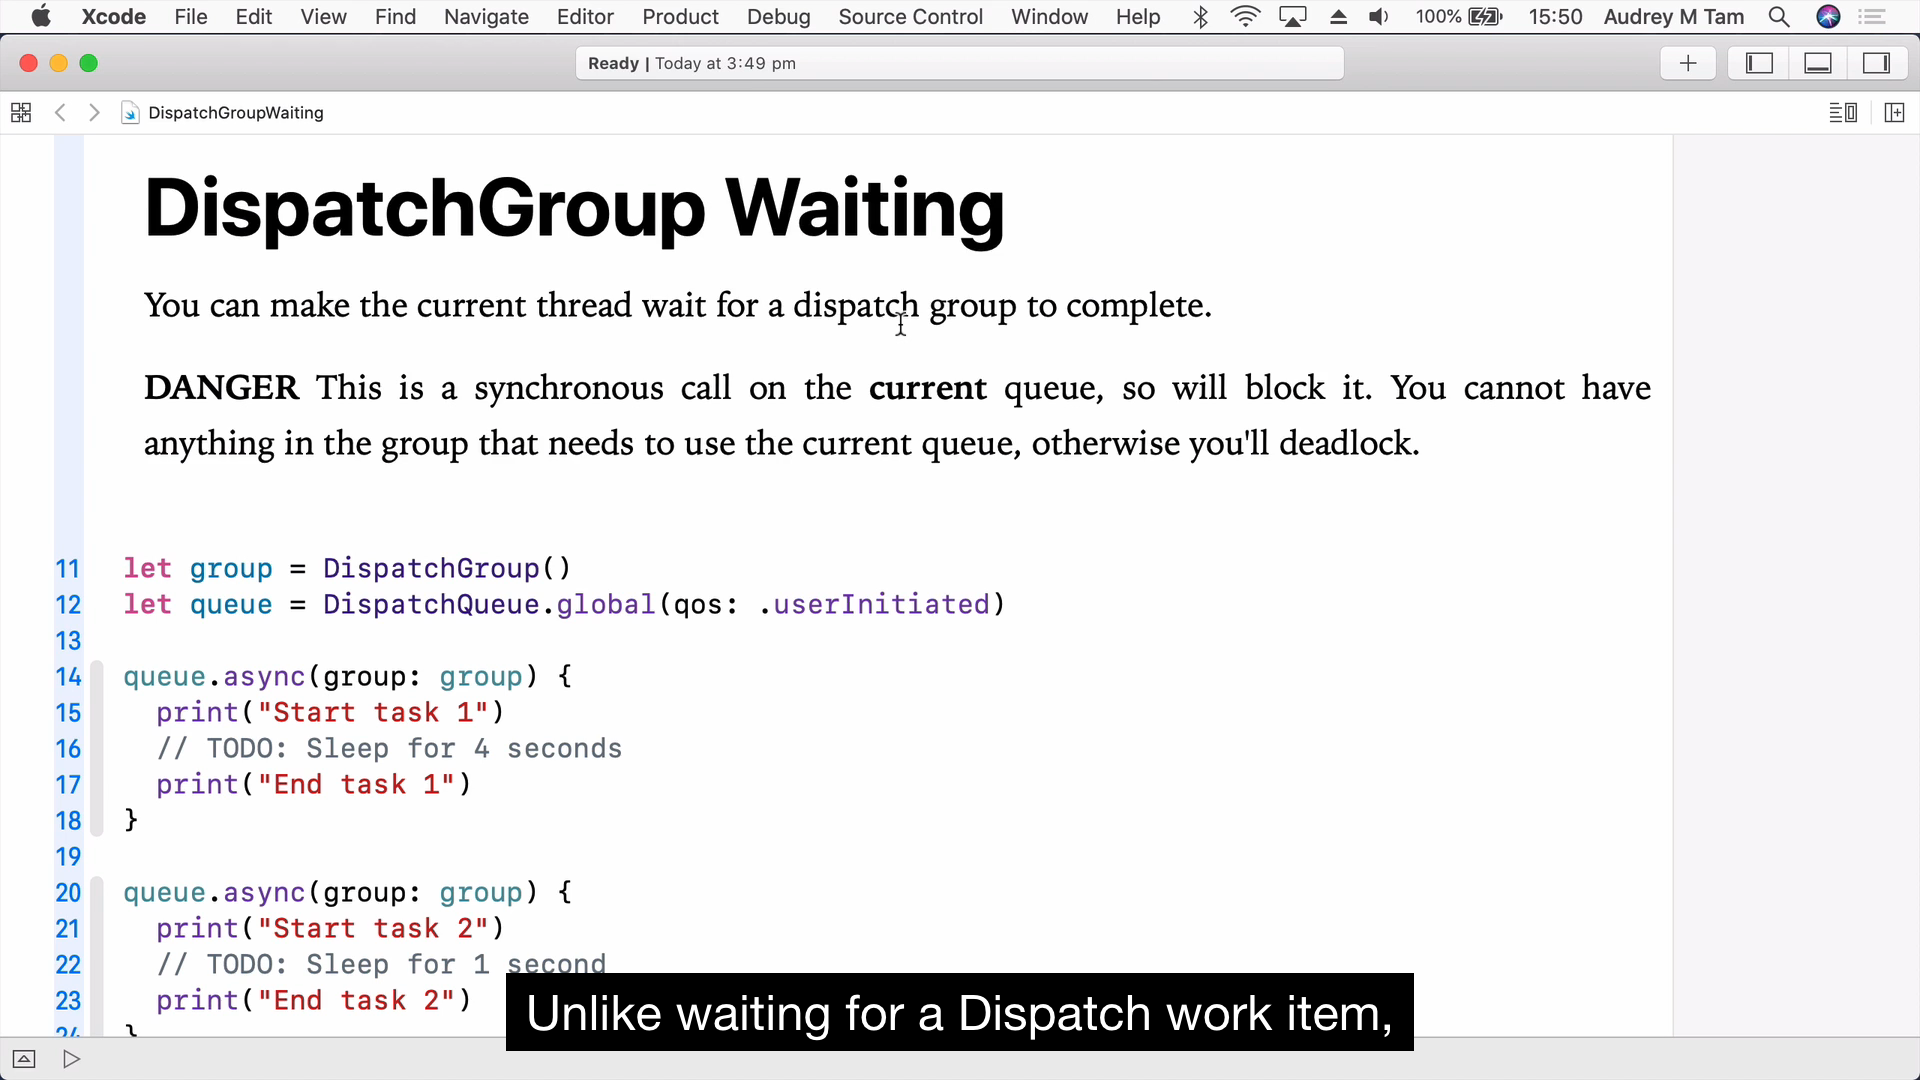 Xcode File Edit View Find Navigate Editor Product Debug Source Control Window Help 100% 15:50 Audrey M Tam
Ready | Today at 3:49 pm
DispatchGroupWaiting
DispatchGroup Waiting
You can make the current thread wait for a dispatch group to complete.
DANGER This is a synchronous call on the current queue, so will block it. You cannot have
anything in the group that needs to use the current queue, otherwise you'll deadlock.
11 let group = DispatchGroup()
12 let queue = DispatchQueue.global(qos: .userInitiated)
13
14 queue.async(group: group) {
15 print("Start task 1")
16 // TODO: Sleep for 4 seconds
17 print("End task 1")
18 }
19
20 queue.async(group: group) {
21 print("Start task 2")
22 // TODO: Sleep for 1 second
23 print("End task 2")
24 }
Unlike waiting for a Dispatch work item,